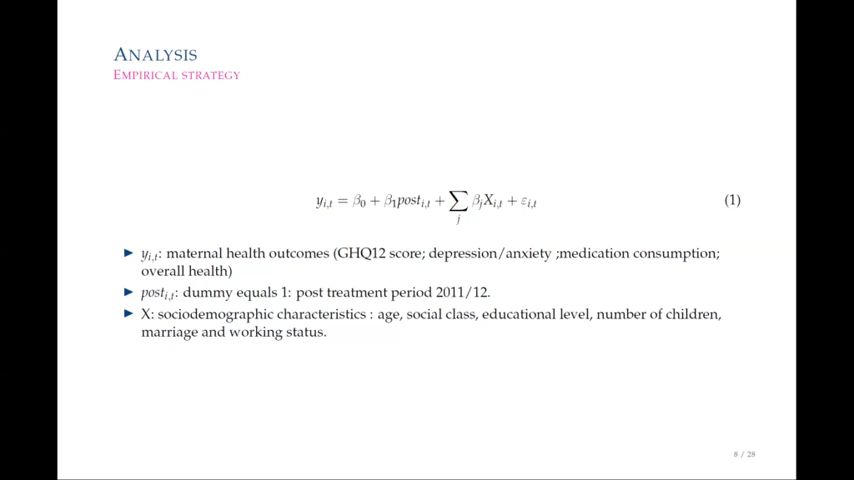 ANALYSIS
EMPIRICAL STRATEGY
y_{i,t} = β_0 + β_1 post_{i,t} + ∑_j β_j X_{i,t} + ε_{i,t} (1)
y_{i,t}: maternal health outcomes (GHQ12 score; depression/anxiety ;medication consumption;
overall health)
post_{i,t}: dummy equals 1: post treatment period 2011/12.
X: sociodemographic characteristics : age, social class, educational level, number of children,
marriage and working status.
8 / 28